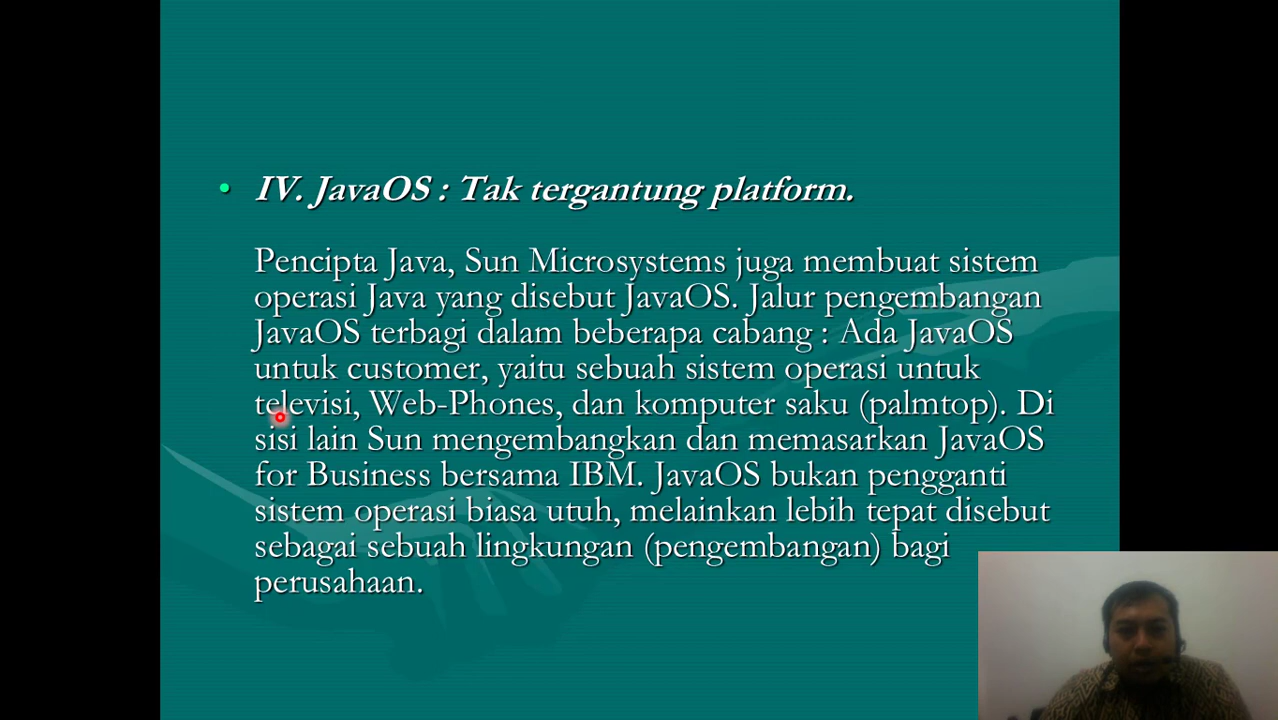 • IV. JavaOS : Tak tergantung platform.
Pencipta Java, Sun Microsystems juga membuat sistem
operasi Java yang disebut JavaOS. Jalur pengembangan
JavaOS terbagi dalam beberapa cabang : Ada JavaOS
untuk customer, yaitu sebuah sistem operasi untuk
televisi, Web-Phones, dan komputer saku (palmtop). Di
sisi lain Sun mengembangkan dan memasarkan JavaOS
for Business bersama IBM. JavaOS bukan pengganti
sistem operasi biasa utuh, melainkan lebih tepat disebut
sebagai sebuah lingkungan (pengembangan) bagi
perusahaan.